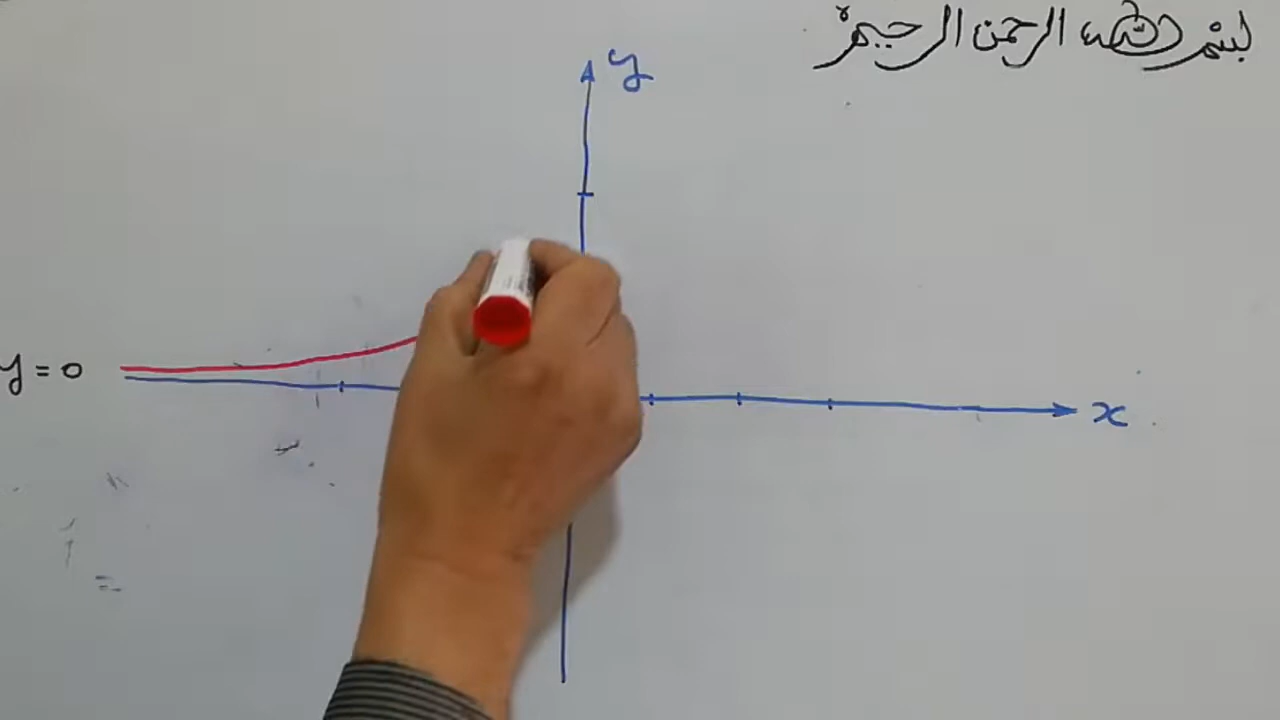 بسم الله الرحمن الرحيم
y
y = 0
x